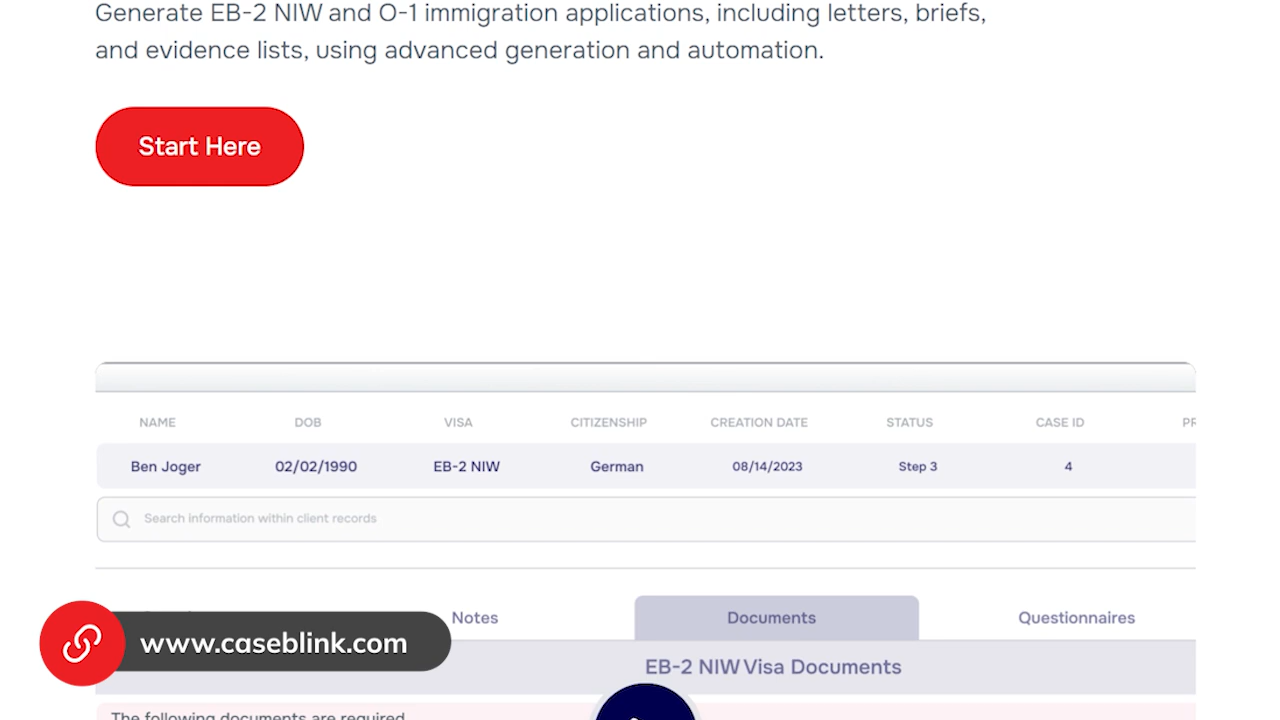 Generate EB-2 NIW and O-1 immigration applications, including letters, briefs,
and evidence lists, using advanced generation and automation.
Start Here
NAME DOB VISA CITIZENSHIP CREATION DATE STATUS CASE ID PR
Ben Joger 02/02/1990 EB-2 NIW German 08/14/2023 Step 3 4
Search information within client records
Notes Documents Questionnaires
www.caseblink.com
EB-2 NIW Visa Documents
The following documents are required